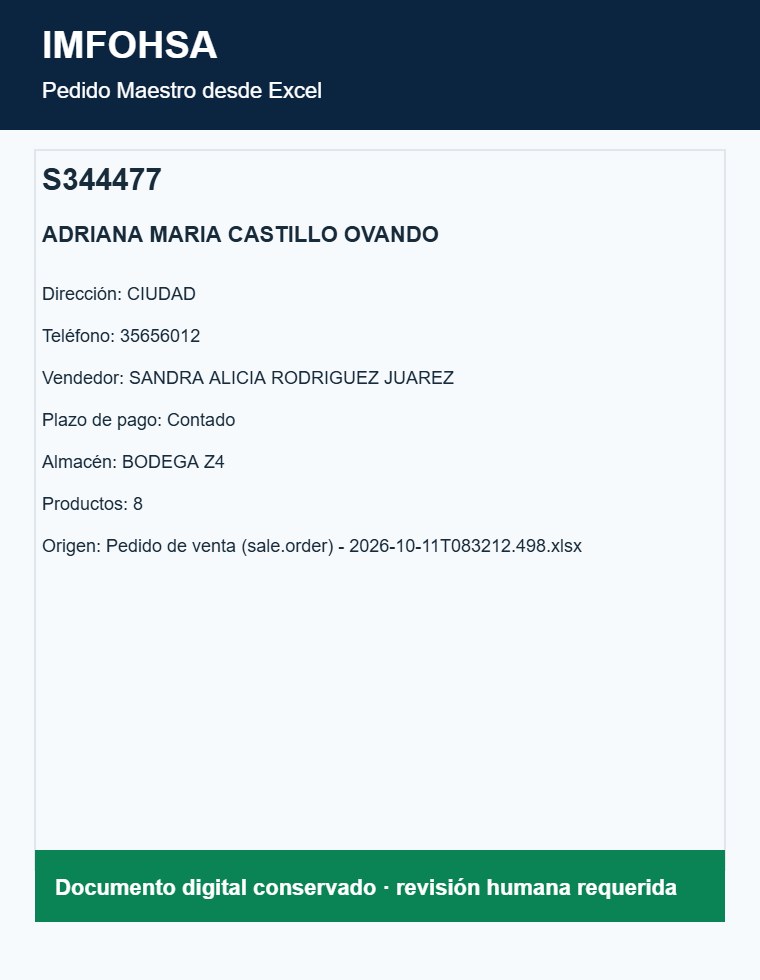 IMFOHSA
Pedido Maestro desde Excel
S344477
ADRIANA MARIA CASTILLO OVANDO
Dirección: CIUDAD
Teléfono: 35656012
Vendedor: SANDRA ALICIA RODRIGUEZ JUAREZ
Plazo de pago: Contado
Almacén: BODEGA Z4
Productos: 8
Origen: Pedido de venta (sale.order) - 2026-10-11T083212.498.xlsx
Documento digital conservado · revisión humana requerida